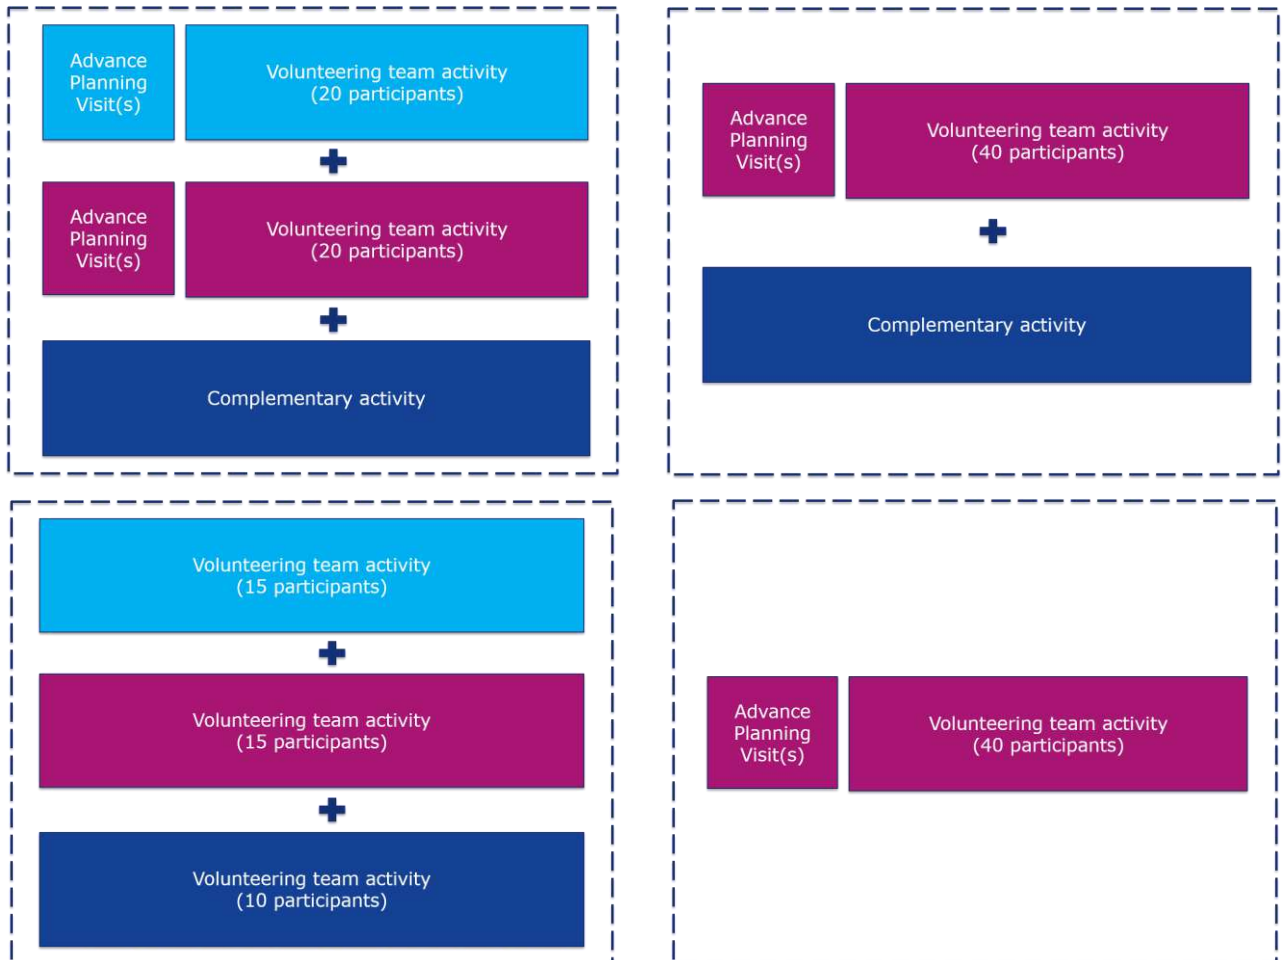 Advance
Planning
Visit(s)
Volunteering team activity
(20 participants)
Advance
Planning
Visit(s)
Volunteering team activity
(20 participants)
Complementary activity
Advance
Planning
Visit(s)
Volunteering team activity
(40 participants)
Complementary activity
Volunteering team activity
(15 participants)
Volunteering team activity
(15 participants)
Volunteering team activity
(10 participants)
Advance
Planning
Visit(s)
Volunteering team activity
(40 participants)